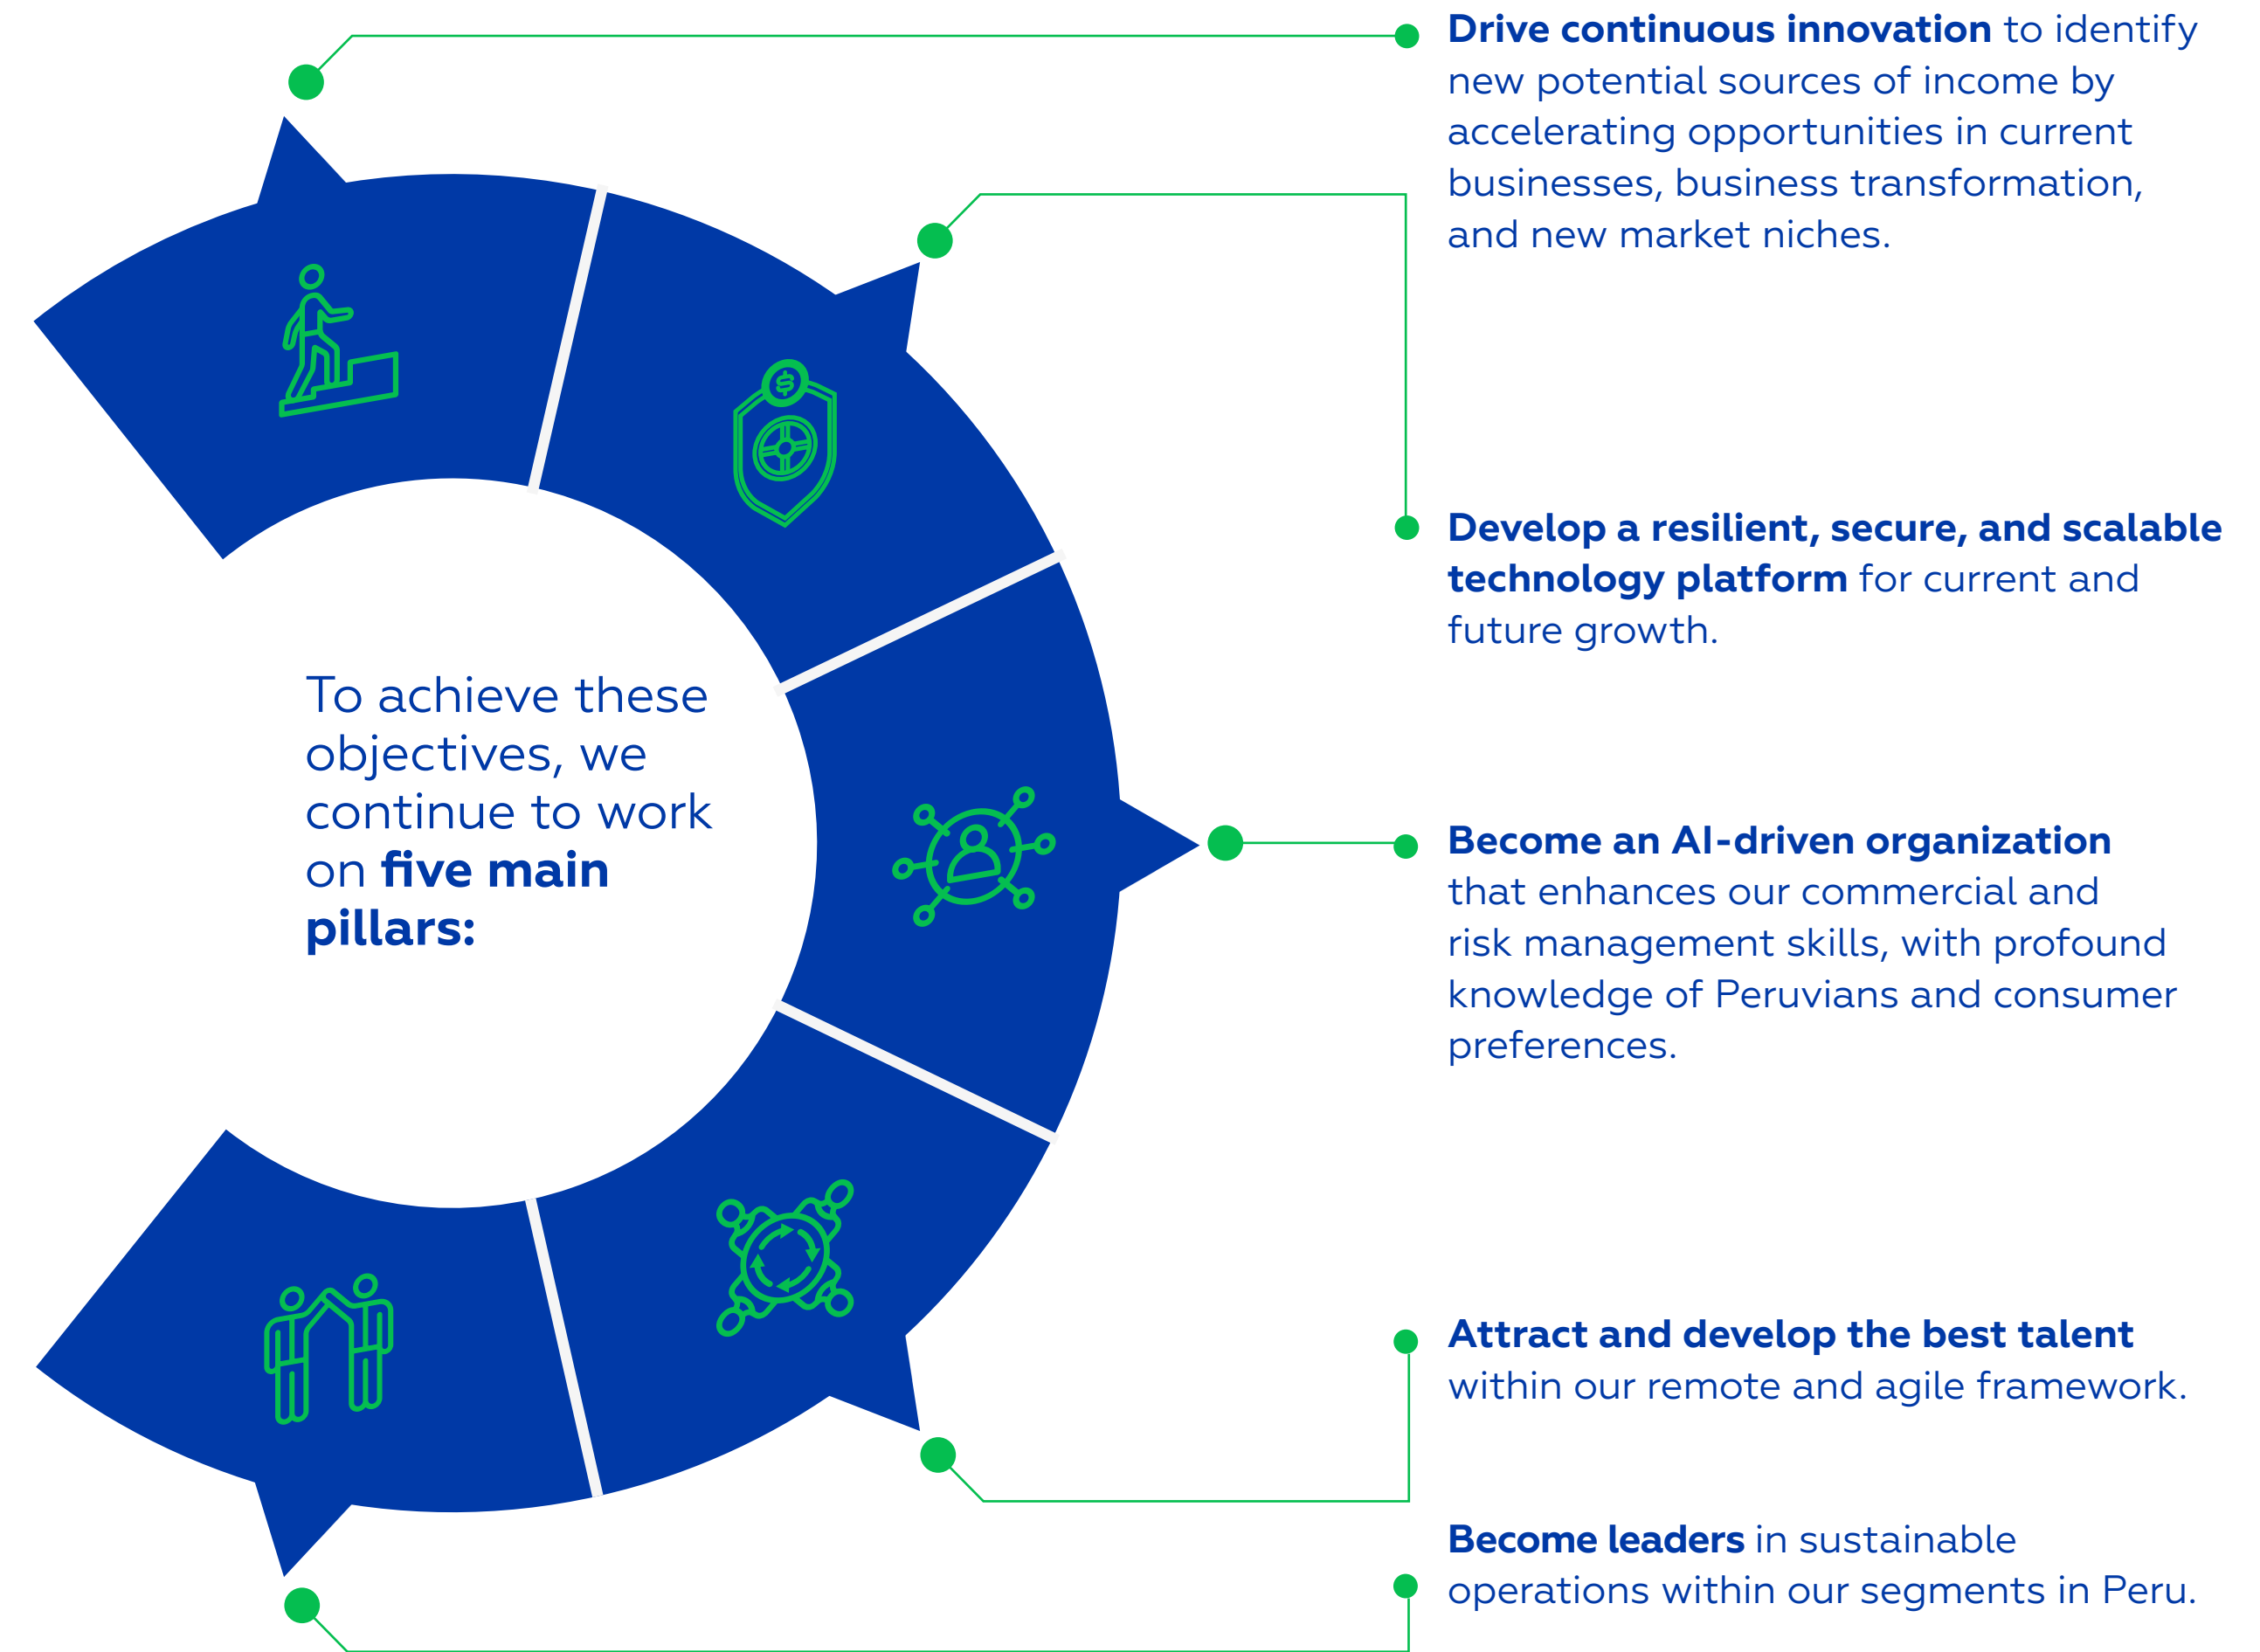 To achieve these
objectives, we
continue to work
on five main
pillars:
Drive continuous innovation to identify
new potential sources of income by
accelerating opportunities in current
businesses, business transformation,
and new market niches.
Develop a resilient, secure, and scalable
technology platform for current and
future growth.
Become an AI-driven organization
that enhances our commercial and
risk management skills, with profound
knowledge of Peruvians and consumer
preferences.
Attract and develop the best talent
within our remote and agile framework.
Become leaders in sustainable
operations within our segments in Peru.
$